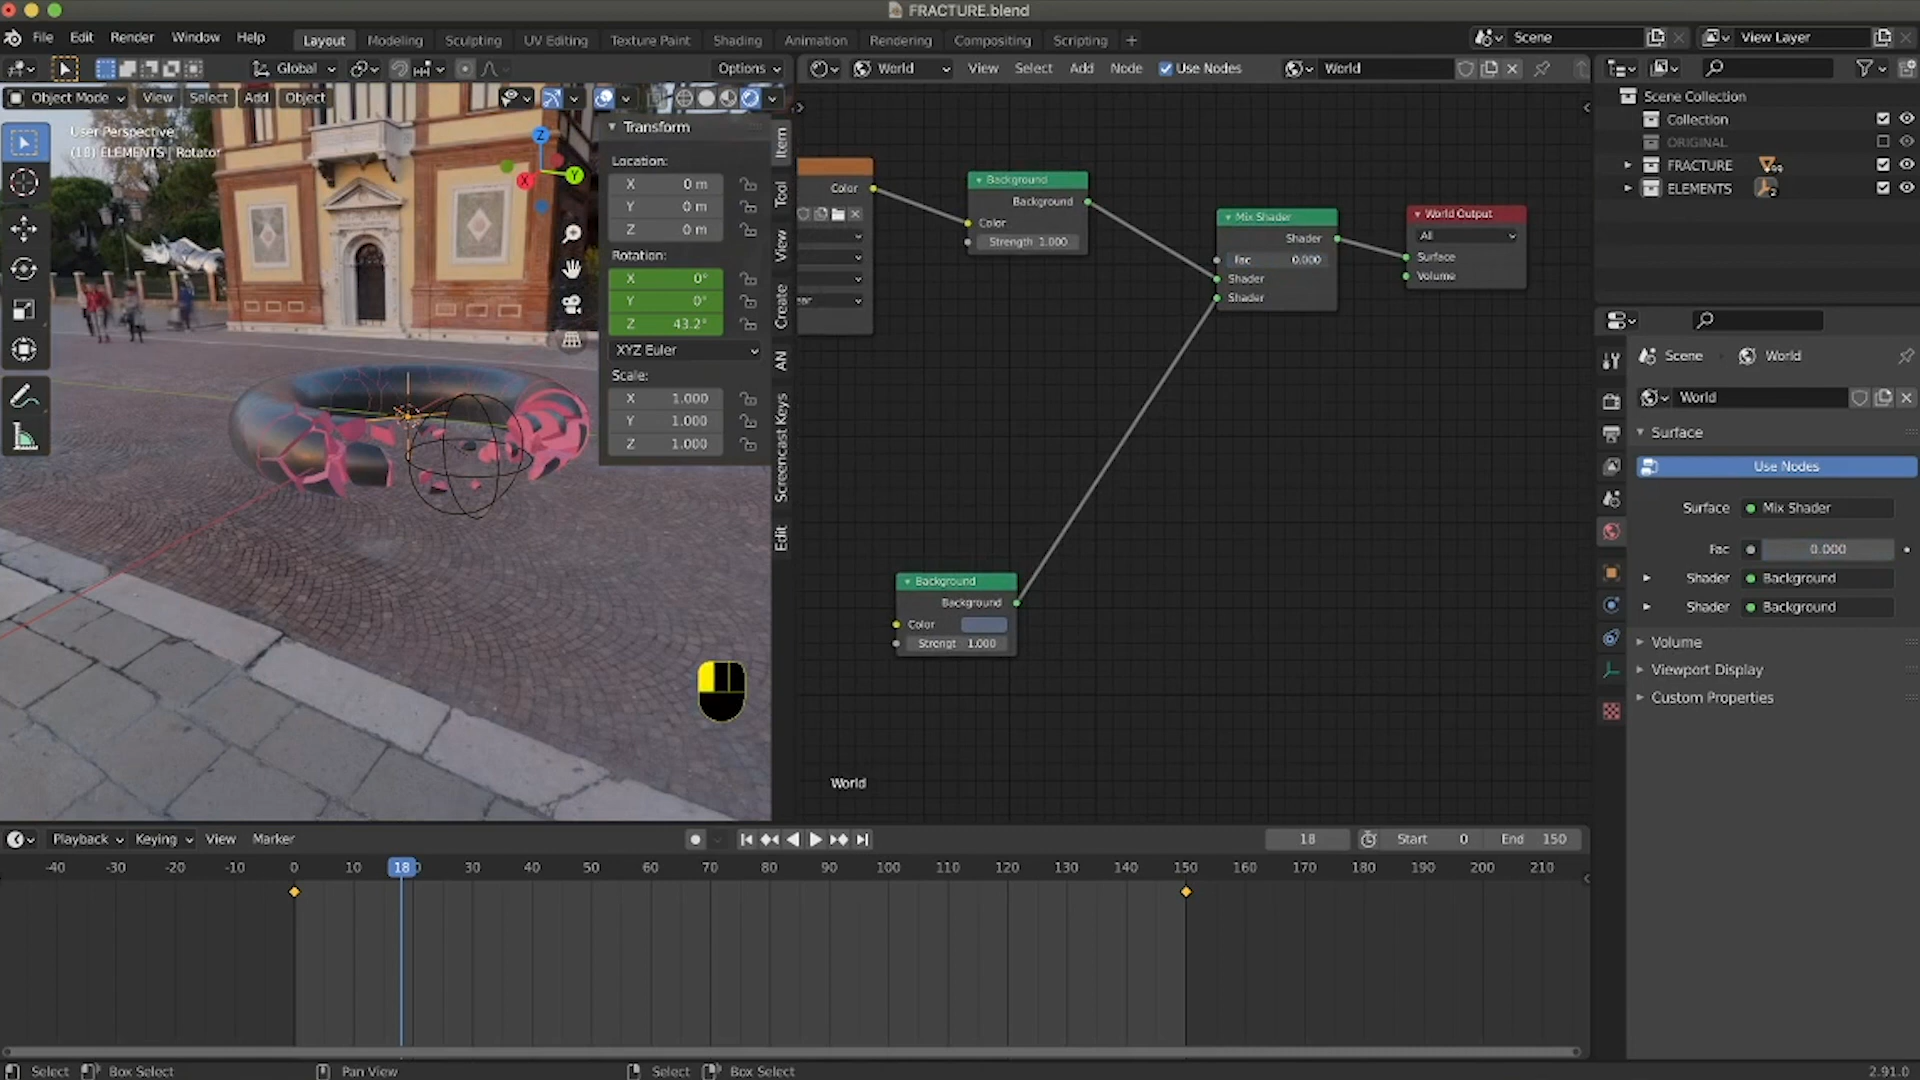 FRACTURE.blend
File Edit Render Window Help Layout Modeling Sculpting UV Editing Texture Paint Shading Animation Rendering Compositing Scripting + Scene View Layer
Global Options World View Select Add Node Use Nodes World
Object Mode View Select Add Object
User Perspective
(18) ELEMENTS | Rotator
Z
Y
X
Transform
Location:
X 0 m
Y 0 m
Z 0 m
Rotation:
X 0°
Y 0°
Z 43.2°
XYZ Euler
Scale:
X 1.000
Y 1.000
Z 1.000
Item
Tool
View
Create
AN
Screencast Keys
Edit
Color
Background
Background
Color
Strength 1.000
Mix Shader
Shader
Fac 0.000
Shader
Shader
World Output
All
Surface
Volume
Background
Background
Color
Strengt 1.000
World
Scene Collection
Collection
ORIGINAL
FRACTURE 99
ELEMENTS 2
Scene World
World
Surface
Use Nodes
Surface Mix Shader
Fac 0.000
Shader Background
Shader Background
Volume
Viewport Display
Custom Properties
Playback Keying View Marker 18 Start 0 End 150
-40 -30 -20 -10 0 10 18 30 40 50 60 70 80 90 100 110 120 130 140 150 160 170 180 190 200 210
Select Box Select Pan View Select Box Select 2.91.0